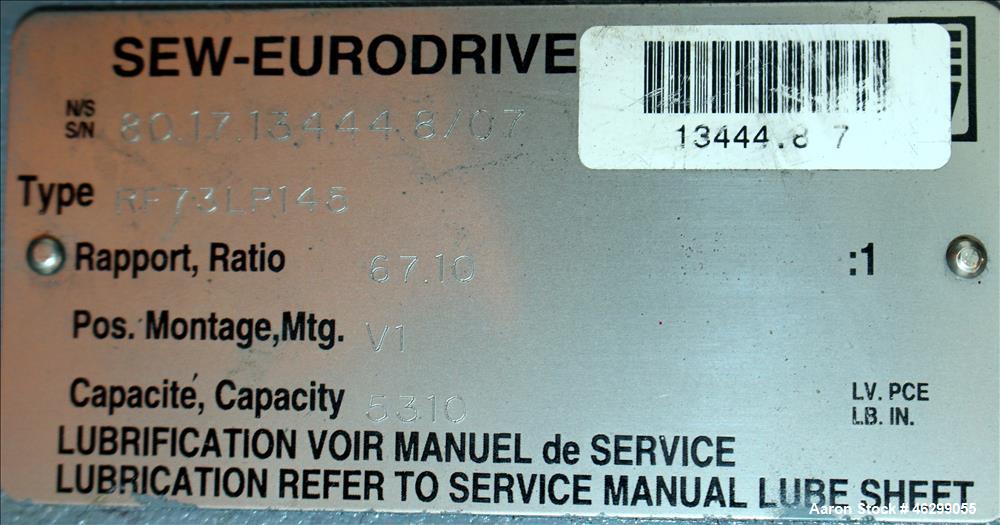 SEW-EURODRIVE
13444.8 7
N/S
S/N 80.17.13444.8/07
Type RF73LP145
Rapport, Ratio 67.10 :1
Pos. Montage,Mtg. V1
Capacité, Capacity 5310 LV. PCE
LB. IN.
LUBRIFICATION VOIR MANUEL de SERVICE
LUBRICATION REFER TO SERVICE MANUAL LUBE SHEET
Aaron Stock # 46299055